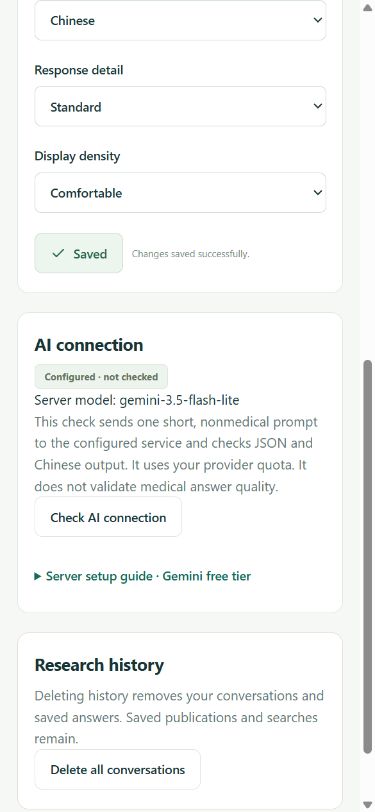 Chinese
Response detail
Standard
Display density
Comfortable
Saved
Changes saved successfully.
AI connection
Configured · not checked
Server model: gemini-3.5-flash-lite
This check sends one short, nonmedical prompt
to the configured service and checks JSON and
Chinese output. It uses your provider quota. It
does not validate medical answer quality.
Check AI connection
Server setup guide · Gemini free tier
Research history
Deleting history removes your conversations and
saved answers. Saved publications and searches
remain.
Delete all conversations